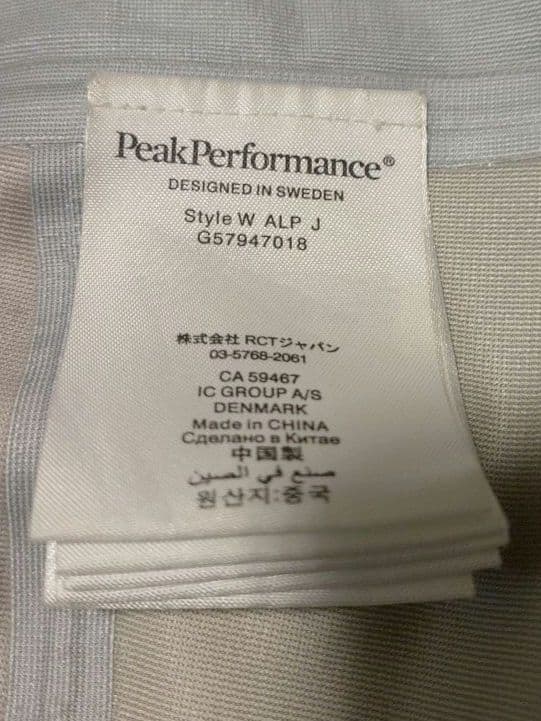 PeakPerformance®
DESIGNED IN SWEDEN
Style W ALP J
G57947018
株式会社 RCTジャパン
03-5768-2061
CA 59467
IC GROUP A/S
DENMARK
Made in CHINA
Сделано в Китае
中国製
صنع في الصين
원산지:중국